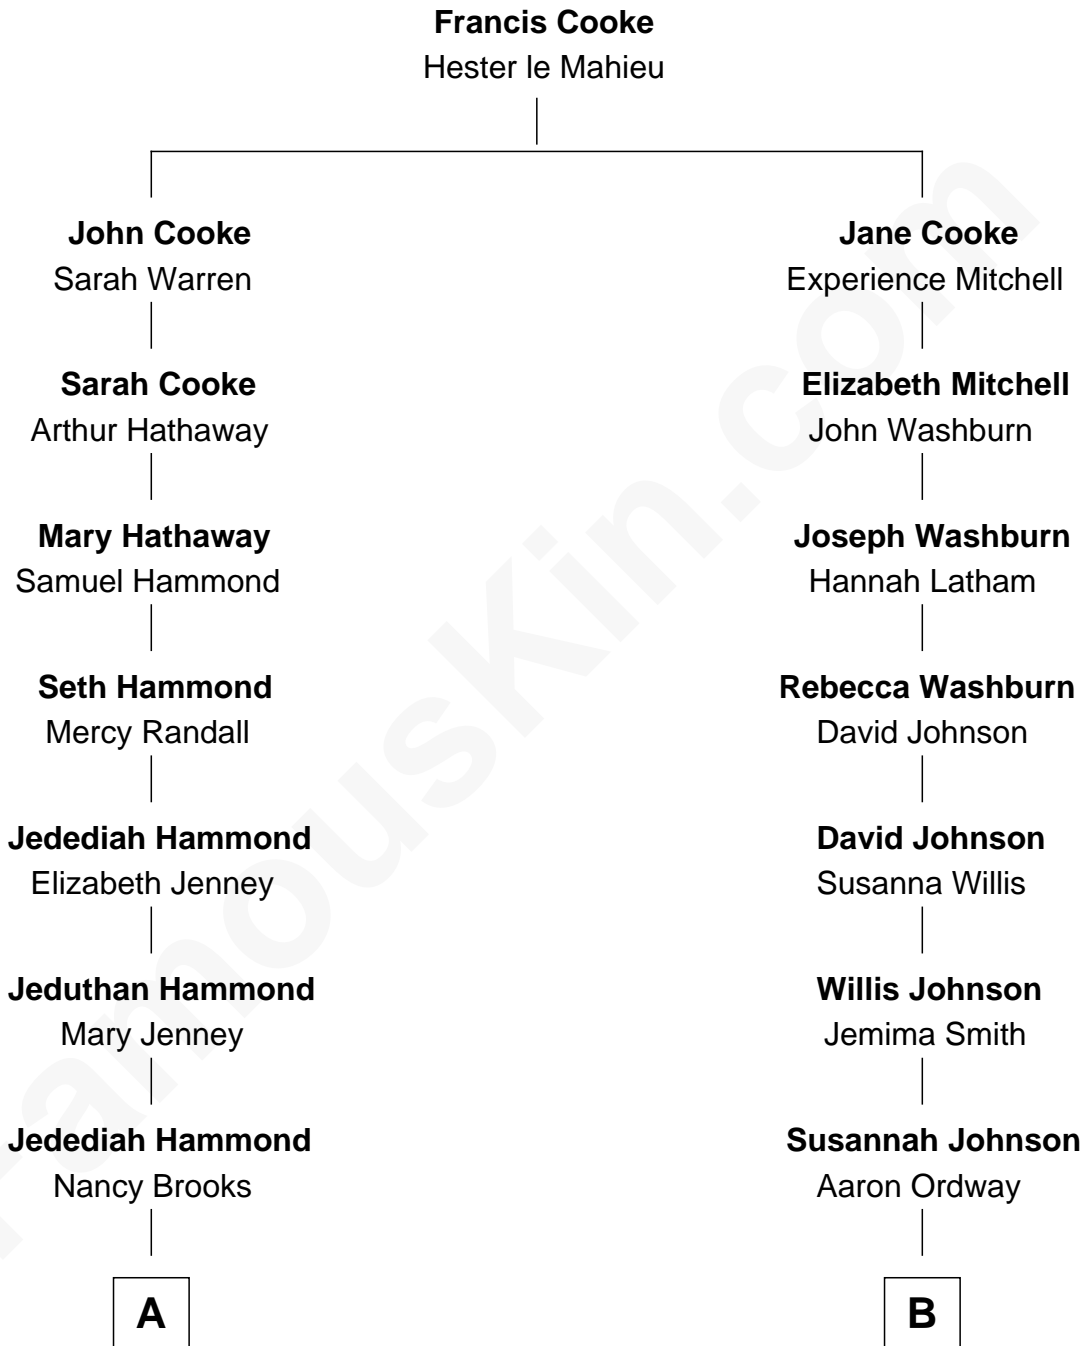 Francis Cooke
Hester le Mahieu
John Cooke
Sarah Warren
Jane Cooke
Experience Mitchell
Sarah Cooke
Arthur Hathaway
Elizabeth Mitchell
John Washburn
Mary Hathaway
Samuel Hammond
Joseph Washburn
Hannah Latham
Seth Hammond
Mercy Randall
Rebecca Washburn
David Johnson
Jedediah Hammond
Elizabeth Jenney
David Johnson
Susanna Willis
Jeduthan Hammond
Mary Jenney
Willis Johnson
Jemima Smith
Jedediah Hammond
Nancy Brooks
Susannah Johnson
Aaron Ordway
A
B
FamousKin.com